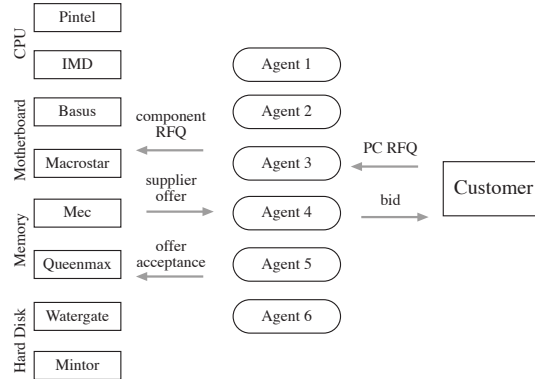 CPU
Pintel
IMD
Motherboard
Basus
Macrostar
Memory
Mec
Queenmax
Hard Disk
Watergate
Mintor
component
RFQ
supplier
offer
offer
acceptance
Agent 1
Agent 2
Agent 3
Agent 4
Agent 5
Agent 6
PC RFQ
bid
Customer